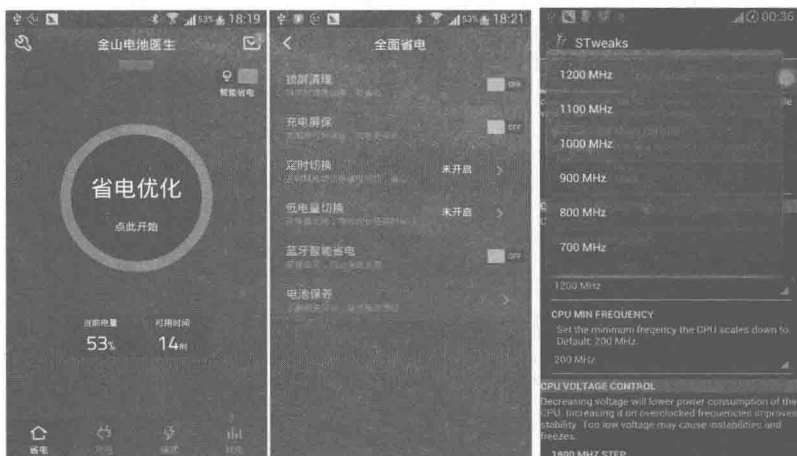 53% 18:19
金山电池医生
智能省电
省电优化
点此开始
当前电量
可用时间
53%
14时
省电
53% 18:21
全面省电
锁屏清理
OFF
充电屏保
OFF
定时切换
未开启
低电量切换
未开启
蓝牙智能省电
OFF
电池保养
00:36
STweaks
1200 MHz
1100 MHz
1000 MHz
900 MHz
800 MHz
700 MHz
1200 MHz
CPU MIN FREQUENCY
Set the minimum freqency the CPU scales down to.
Default: 200 MHz.
200 MHz
CPU VOLTAGE CONTROL
Decreasing voltage will lower power consumption of the
CPU. Increasing it on overclocked frequencies improves
stability. Too low voltage may cause instabilities and
freezes.
1800 MHZ STEP